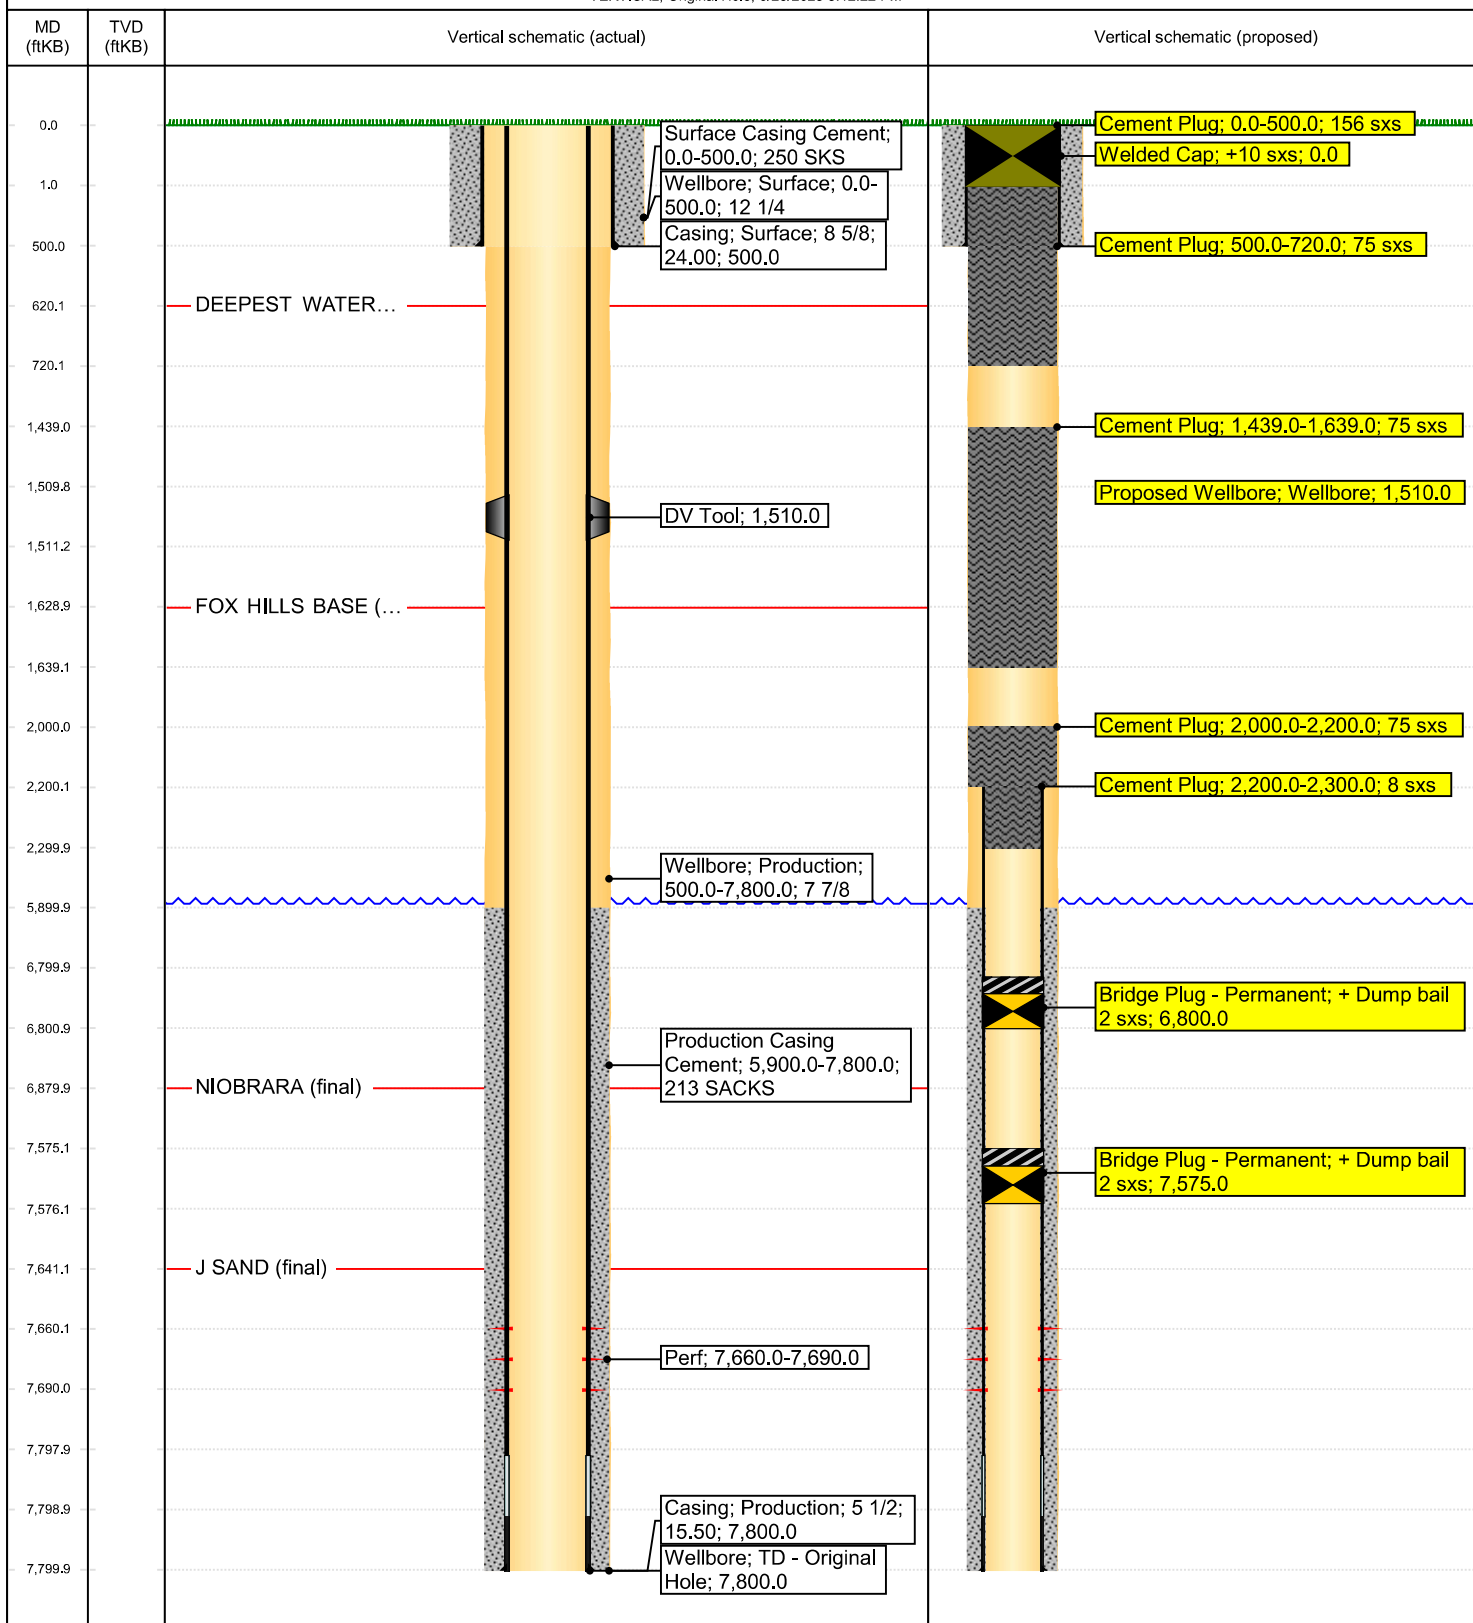 MD
(ftKB)
TVD
(ftKB)
Vertical schematic (actual)
Vertical schematic (proposed)
0.0
1.0
500.0
620.1
720.1
1,439.0
1,509.8
1,511.2
1,628.9
1,639.1
2,000.0
2,200.1
2,299.9
5,899.9
6,799.9
6,800.9
6,879.9
7,575.1
7,576.1
7,641.1
7,660.1
7,690.0
7,797.9
7,798.9
7,799.9
DEEPEST WATER...
FOX HILLS BASE (...
NIOBRARA (final)
J SAND (final)
Surface Casing Cement;
0.0-500.0; 250 SKS
Wellbore; Surface; 0.0-
500.0; 12 1/4
Casing; Surface; 8 5/8;
24.00; 500.0
DV Tool; 1,510.0
Wellbore; Production;
500.0-7,800.0; 7 7/8
Production Casing
Cement; 5,900.0-7,800.0;
213 SACKS
Perf; 7,660.0-7,690.0
Casing; Production; 5 1/2;
15.50; 7,800.0
Wellbore; TD - Original
Hole; 7,800.0
Cement Plug; 0.0-500.0; 156 sxs
Welded Cap; +10 sxs; 0.0
Cement Plug; 500.0-720.0; 75 sxs
Cement Plug; 1,439.0-1,639.0; 75 sxs
Proposed Wellbore; Wellbore; 1,510.0
Cement Plug; 2,000.0-2,200.0; 75 sxs
Cement Plug; 2,200.0-2,300.0; 8 sxs
Bridge Plug - Permanent; + Dump bail
2 sxs; 6,800.0
Bridge Plug - Permanent; + Dump bail
2 sxs; 7,575.0